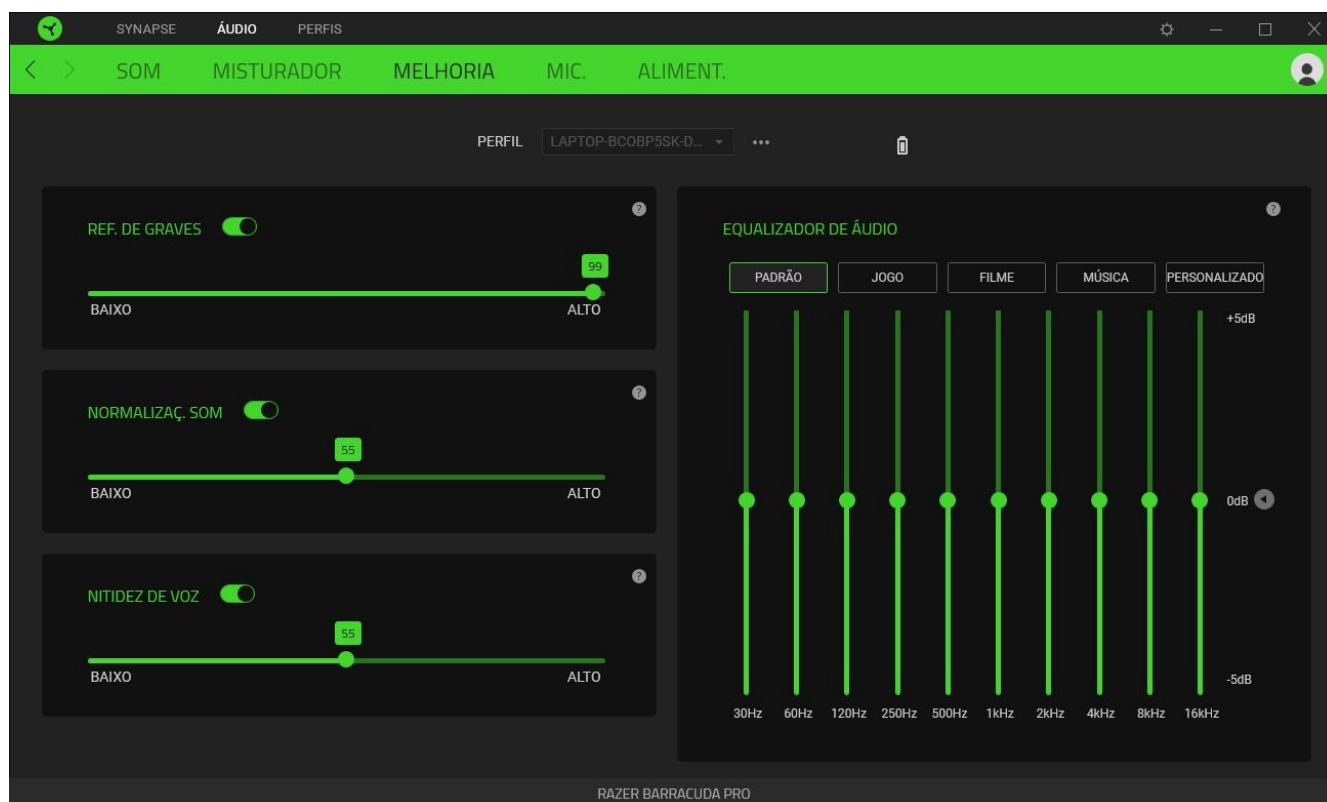 SYNAPSE ÁUDIO PERFIS
SOM MISTURADOR MELHORIA MIC. ALIMENT.
PERFIL LAPTOP-BCOBP5SK-D...
REF. DE GRAVES
99
BAIXO ALTO
NORMALIZAÇ. SOM
55
BAIXO ALTO
NITIDEZ DE VOZ
55
BAIXO ALTO
EQUALIZADOR DE ÁUDIO
PADRÃO JOGO FILME MÚSICA PERSONALIZADO
+5dB
0dB
-5dB
30Hz 60Hz 120Hz 250Hz 500Hz 1kHz 2kHz 4kHz 8kHz 16kHz
RAZER BARRACUDA PRO